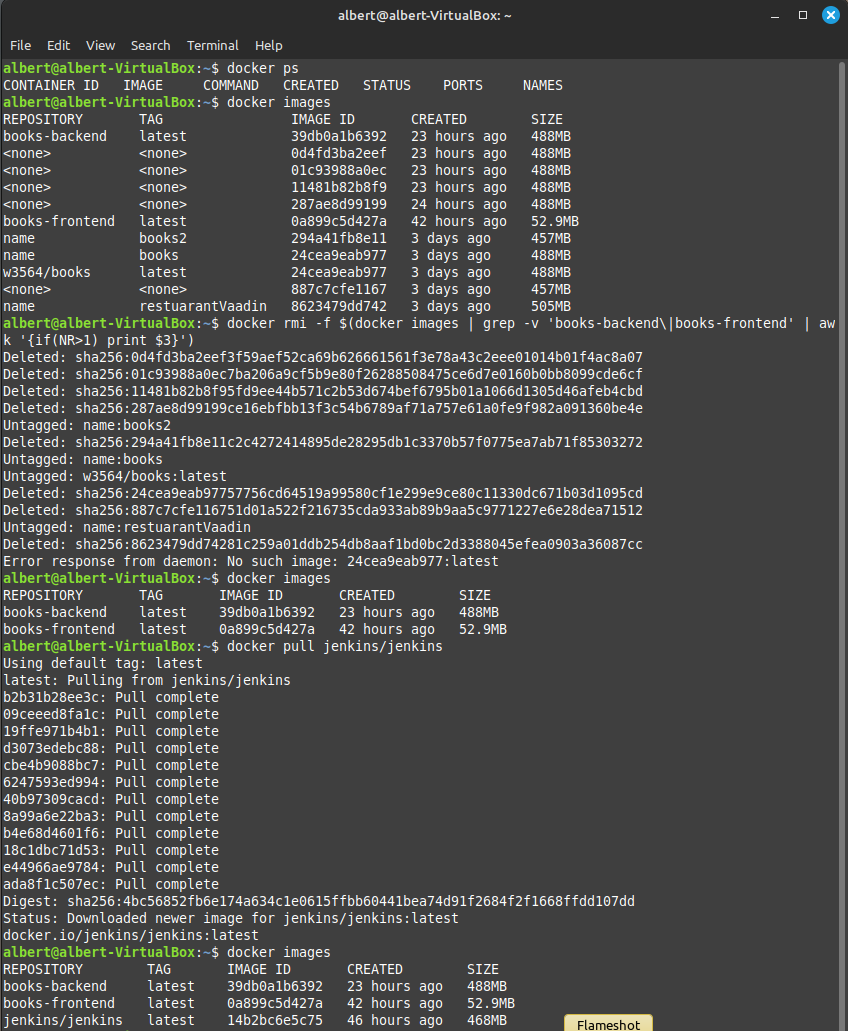 albert@albert-VirtualBox: ~
File Edit View Search Terminal Help
albert@albert-VirtualBox:~$ docker ps
CONTAINER ID   IMAGE     COMMAND   CREATED   STATUS    PORTS     NAMES
albert@albert-VirtualBox:~$ docker images
REPOSITORY       TAG                IMAGE ID       CREATED        SIZE
books-backend    latest             39db0a1b6392   23 hours ago   488MB
<none>           <none>             0d4fd3ba2eef   23 hours ago   488MB
<none>           <none>             01c93988a0ec   23 hours ago   488MB
<none>           <none>             11481b82b8f9   23 hours ago   488MB
<none>           <none>             287ae8d99199   24 hours ago   488MB
books-frontend   latest             0a899c5d427a   42 hours ago   52.9MB
name             books2             294a41fb8e11   3 days ago     457MB
name             books              24cea9eab977   3 days ago     488MB
w3564/books      latest             24cea9eab977   3 days ago     488MB
<none>           <none>             887c7cfe1167   3 days ago     457MB
name             restuarantVaadin   8623479dd742   3 days ago     505MB
albert@albert-VirtualBox:~$ docker rmi -f $(docker images | grep -v 'books-backend\|books-frontend' | aw
k '{if(NR>1) print $3}')
Deleted: sha256:0d4fd3ba2eef3f59aef52ca69b626661561f3e78a43c2eee01014b01f4ac8a07
Deleted: sha256:01c93988a0ec7ba206a9cf5b9e80f26288508475ce6d7e0160b0bb8099cde6cf
Deleted: sha256:11481b82b8f95fd9ee44b571c2b53d674bef6795b01a1066d1305d46afeb4cbd
Deleted: sha256:287ae8d99199ce16ebfbb13f3c54b6789af71a757e61a0fe9f982a091360be4e
Untagged: name:books2
Deleted: sha256:294a41fb8e11c2c4272414895de28295db1c3370b57f0775ea7ab71f85303272
Untagged: name:books
Untagged: w3564/books:latest
Deleted: sha256:24cea9eab97757756cd64519a99580cf1e299e9ce80c11330dc671b03d1095cd
Deleted: sha256:887c7cfe116751d01a522f216735cda933ab89b9aa5c9771227e6e28dea71512
Untagged: name:restuarantVaadin
Deleted: sha256:8623479dd74281c259a01ddb254db8aaf1bd0bc2d3388045efea0903a36087cc
Error response from daemon: No such image: 24cea9eab977:latest
albert@albert-VirtualBox:~$ docker images
REPOSITORY       TAG       IMAGE ID       CREATED        SIZE
books-backend    latest    39db0a1b6392   23 hours ago   488MB
books-frontend   latest    0a899c5d427a   42 hours ago   52.9MB
albert@albert-VirtualBox:~$ docker pull jenkins/jenkins
Using default tag: latest
latest: Pulling from jenkins/jenkins
b2b31b28ee3c: Pull complete
09ceeed8fa1c: Pull complete
19ffe971b4b1: Pull complete
d3073edebc88: Pull complete
cbe4b9088bc7: Pull complete
6247593ed994: Pull complete
40b97309cacd: Pull complete
8a99a6e22ba3: Pull complete
b4e68d4601f6: Pull complete
18c1dbc71d53: Pull complete
e44966ae9784: Pull complete
ada8f1c507ec: Pull complete
Digest: sha256:4bc56852fb6e174a634c1e0615ffbb60441bea74d91f2684f2f1668ffdd107dd
Status: Downloaded newer image for jenkins/jenkins:latest
docker.io/jenkins/jenkins:latest
albert@albert-VirtualBox:~$ docker images
REPOSITORY        TAG       IMAGE ID       CREATED        SIZE
books-backend     latest    39db0a1b6392   23 hours ago   488MB
books-frontend    latest    0a899c5d427a   42 hours ago   52.9MB
jenkins/jenkins   latest    14b2bc6e5c75   46 hours ago   468MB
Flameshot